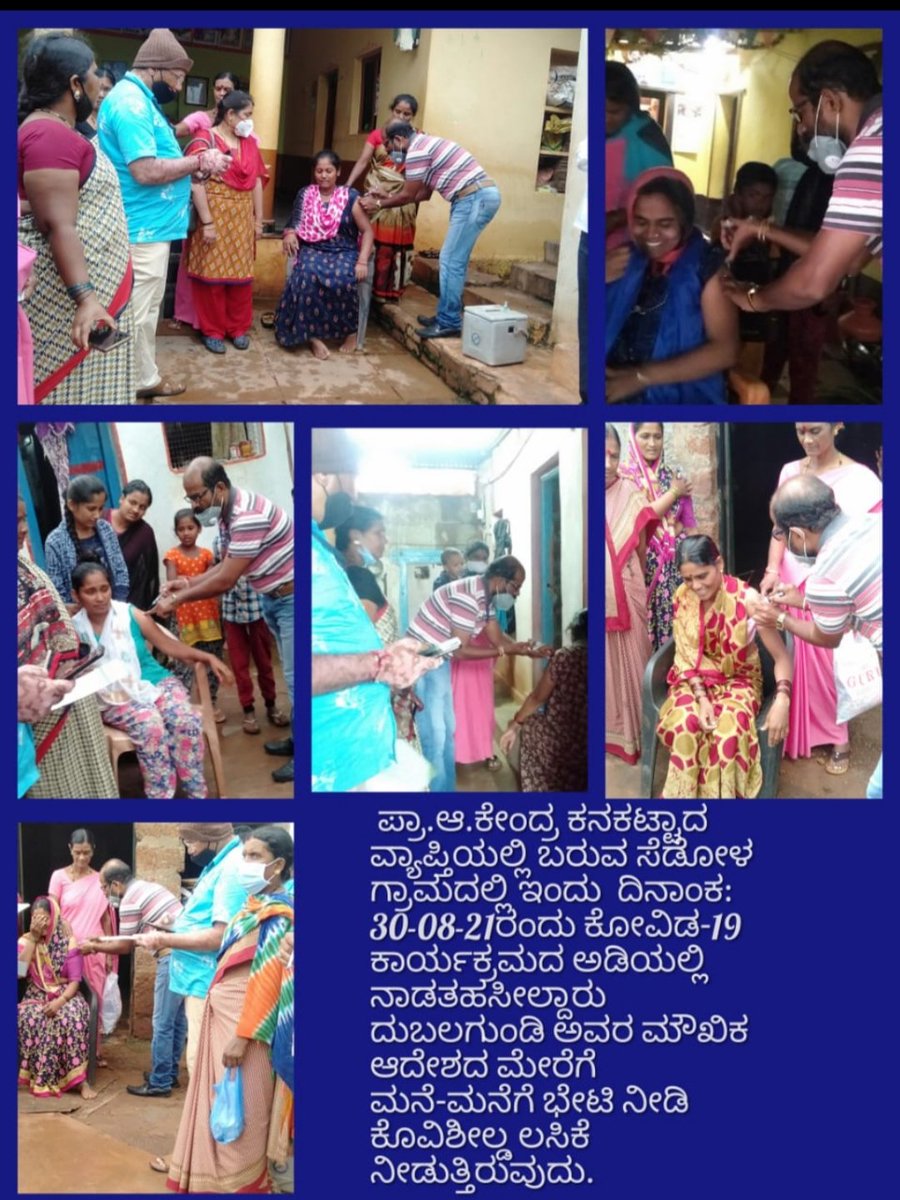 ಪ್ರಾ.ಆ.ಕೇಂದ್ರ ಕನಕಟ್ಟಾದ
ವ್ಯಾಪ್ತಿಯಲ್ಲಿ ಬರುವ ಸೆಡೋಳ
ಗ್ರಾಮದಲ್ಲಿ ಇಂದು ದಿನಾಂಕ:
30-08-21ರಂದು ಕೋವಿಡ-19
ಕಾರ್ಯಕ್ರಮದ ಅಡಿಯಲ್ಲಿ
ನಾಡತಹಸೀಲ್ದಾರು
ದುಬಲಗುಂಡಿ ಅವರ ಮೌಖಿಕ
ಆದೇಶದ ಮೇರೆಗೆ
ಮನೆ-ಮನೆಗೆ ಭೇಟಿ ನೀಡಿ
ಕೊವಿಶೀಲ್ಡ ಲಸಿಕೆ
ನೀಡುತ್ತಿರುವುದು.